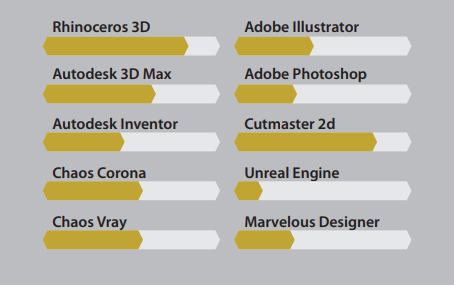 Rhinoceros 3D
Autodesk 3D Max
Autodesk Inventor
Chaos Corona
Chaos Vray
Adobe Illustrator
Adobe Photoshop
Cutmaster 2d
Unreal Engine
Marvelous Designer